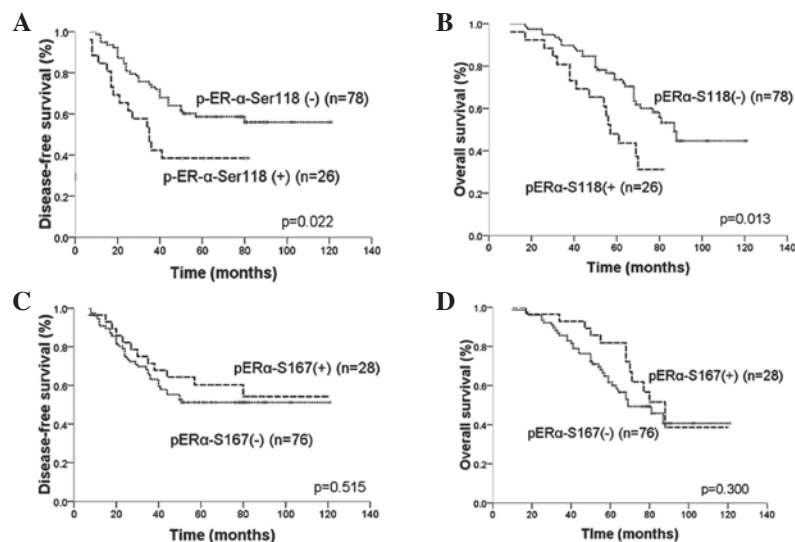 A
Disease-free survival (%)
1.0
0.8
0.6
0.4
0.2
0.0
p-ER-α-Ser118 (-) (n=78)
p-ER-α-Ser118 (+) (n=26)
p=0.022
0 20 40 60 80 100 120 140
Time (months)
B
Overall survival (%)
1.0
0.8
0.6
0.4
0.2
0.0
pERα-S118(-) (n=78)
pERα-S118(+ (n=26)
p=0.013
0 20 40 60 80 100 120 140
Time (months)
C
Disease-free survival (%)
1.0
0.8
0.6
0.4
0.2
0.0
pERα-S167(+) (n=28)
pERα-S167(-) (n=76)
p=0.515
0 20 40 60 80 100 120 140
Time (months)
D
Overall survival (%)
1.0
0.8
0.6
0.4
0.2
0.0
pERα-S167(+) (n=28)
pERα-S167(-) (n=76)
p=0.300
0 20 40 60 80 100 120 140
Time (months)